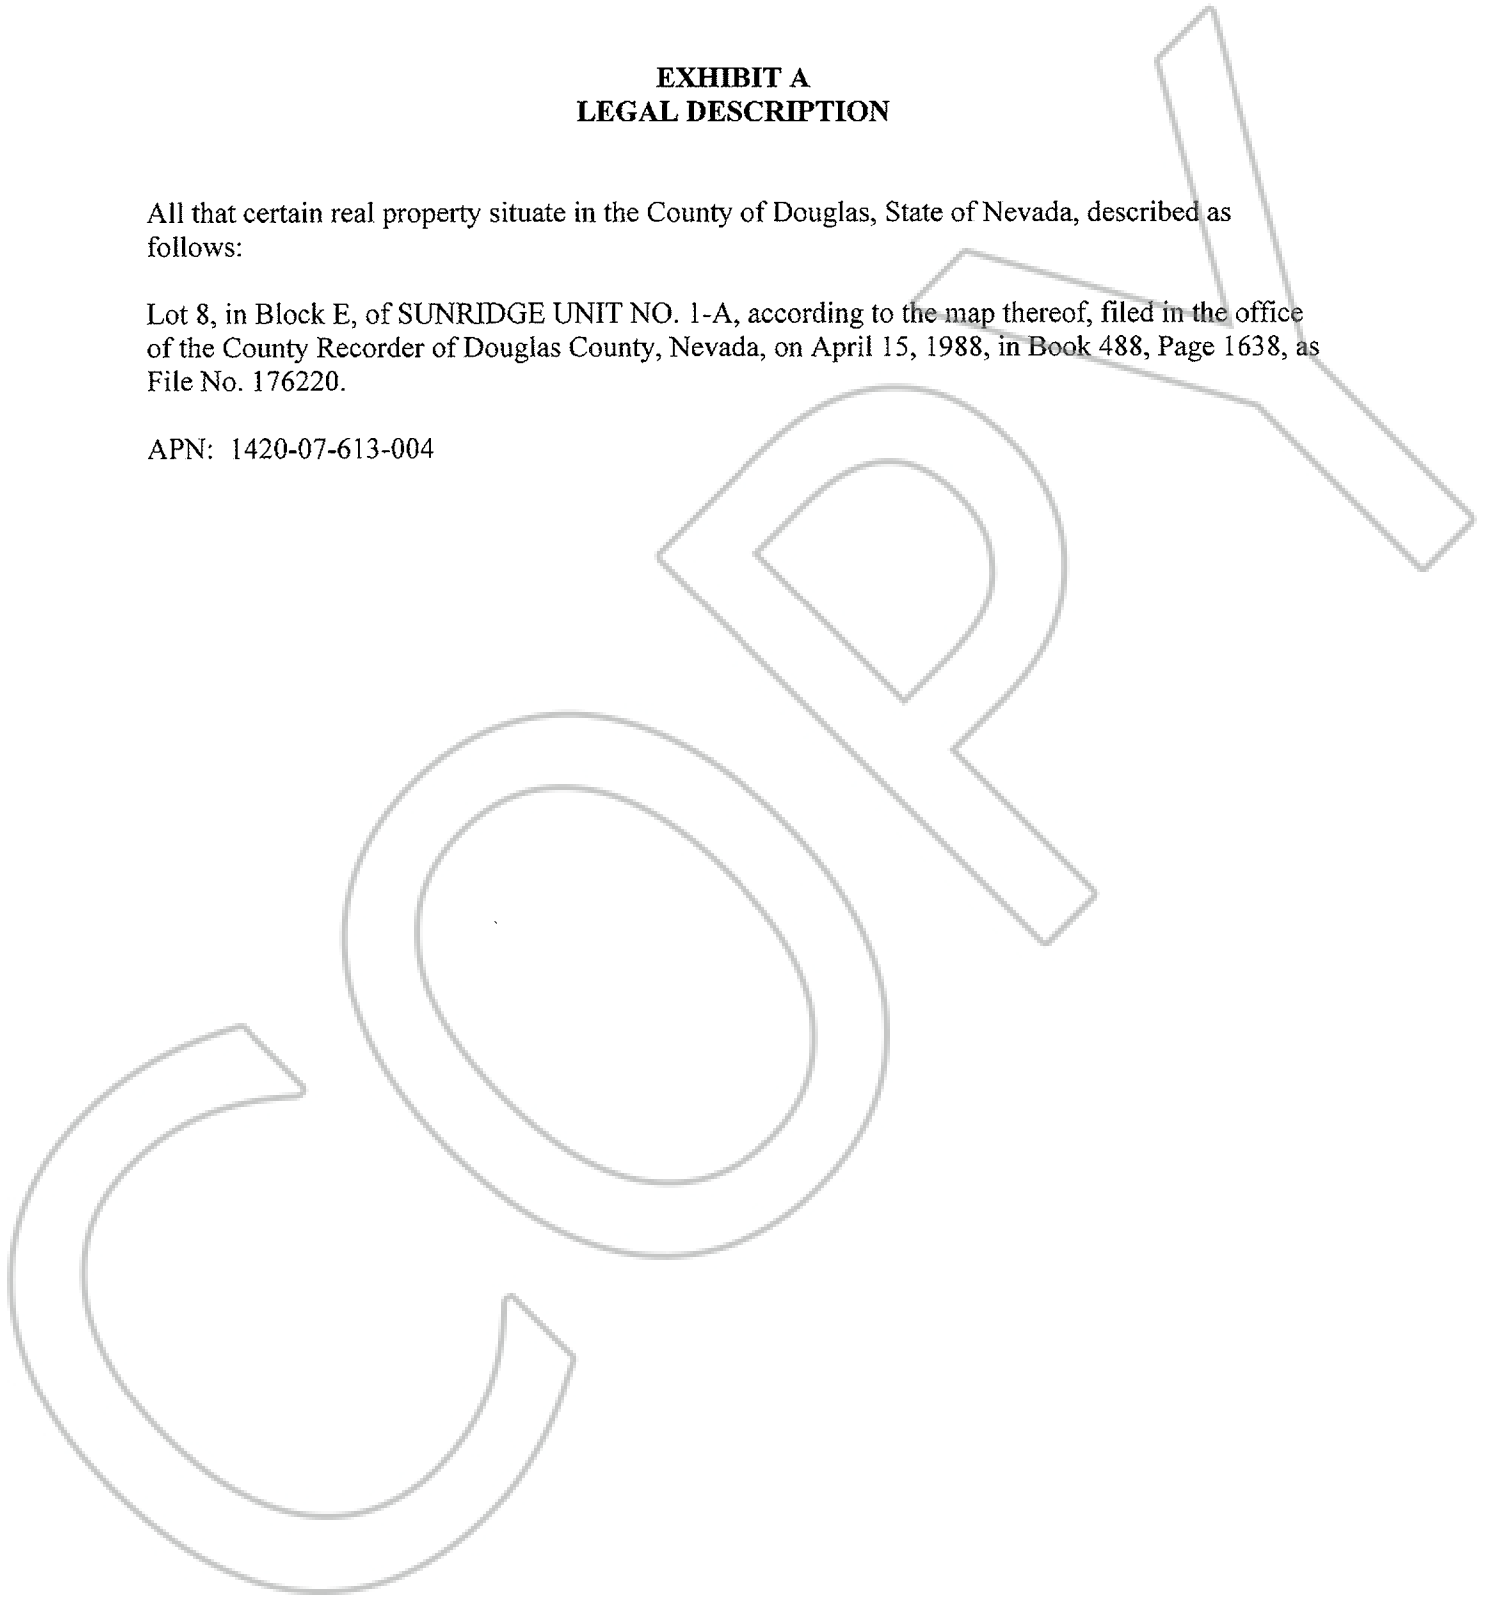 EXHIBIT A
LEGAL DESCRIPTION
All that certain real property situate in the County of Douglas, State of Nevada, described as
follows:
Lot 8, in Block E, of SUNRIDGE UNIT NO. 1-A, according to the map thereof, filed in the office
of the County Recorder of Douglas County, Nevada, on April 15, 1988, in Book 488, Page 1638, as
File No. 176220.
APN: 1420-07-613-004
COPY